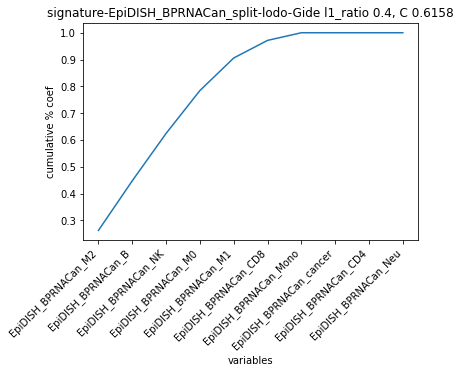 signature-EpiDISH_BPRNACan_split-lodo-Gide l1_ratio 0.4, C 0.6158
1.0
0.9
0.8
0.7
0.6
0.5
0.4
0.3
cumulative % coef
EpiDISH_BPRNACan_M2
EpiDISH_BPRNACan_B
EpiDISH_BPRNACan_NK
EpiDISH_BPRNACan_M0
EpiDISH_BPRNACan_M1
EpiDISH_BPRNACan_CD8
EpiDISH_BPRNACan_Mono
EpiDISH_BPRNACan_cancer
EpiDISH_BPRNACan_CD4
EpiDISH_BPRNACan_Neu
variables